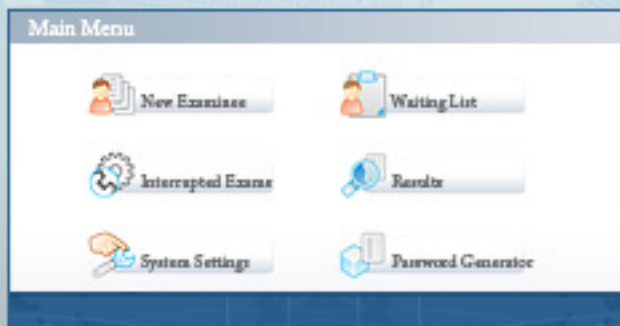 Main Menu
New Examinee
Waiting List
Interrupted Exams
Results
System Settings
Password Generator